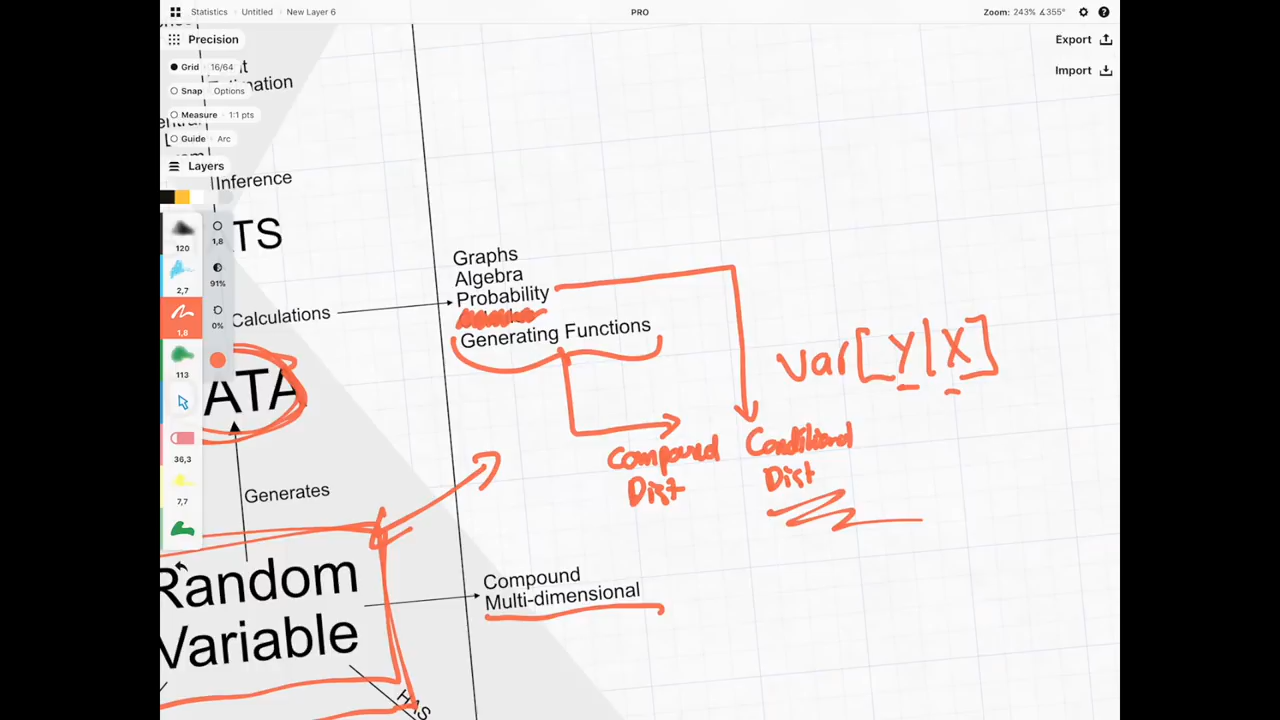 Statistics Untitled New Layer 6
PRO
Zoom: 243% ∡355°
Precision
Export
Import
Grid 16/64
Snap Options
Measure 1:1 pts
Guide Arc
Layers
Inference
TS
Calculations
Graphs
Algebra
Probability
Generating Functions
var[Y|X]
ATA
Compound
Dist
Conditional
Dist
Generates
Random
Variable
Compound
Multi-dimensional
HAS
120
2,7
1,8
113
36,3
7,7
1,8
91%
0%